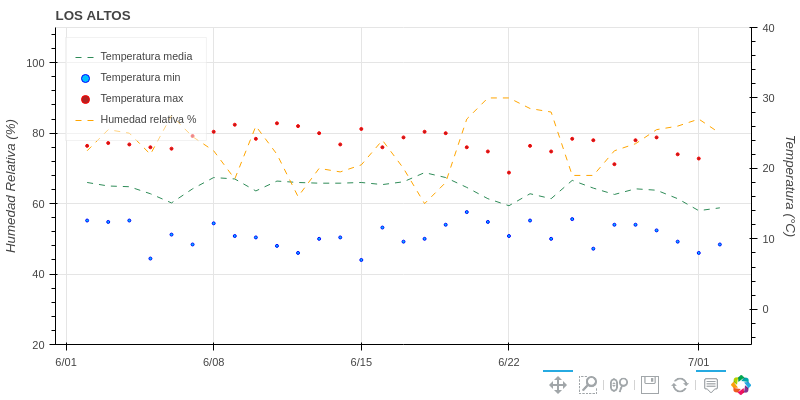 LOS ALTOS
Temperatura media
Temperatura min
Temperatura max
Humedad relativa %
Humedad Relativa (%)
100
80
60
40
20
40
30
20
10
0
Temperatura (°C)
6/01 6/08 6/15 6/22 7/01